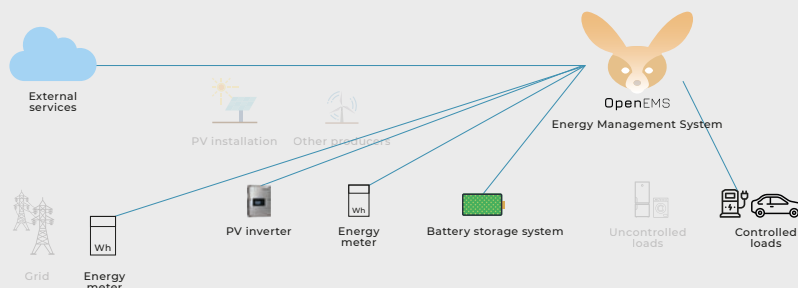 External
services
OpenEMS
Energy Management System
PV installation
Other producers
Wh
PV inverter
Wh
Energy
meter
Battery storage system
Uncontrolled
loads
Controlled
loads
Grid
Energy
meter